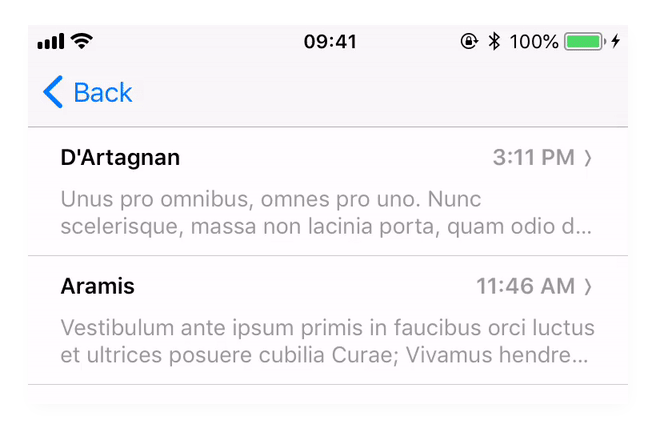 09:41 100%
Back
D'Artagnan 3:11 PM
Unus pro omnibus, omnes pro uno. Nunc
scelerisque, massa non lacinia porta, quam odio d...
Aramis 11:46 AM
Vestibulum ante ipsum primis in faucibus orci luctus
et ultrices posuere cubilia Curae; Vivamus hendre...